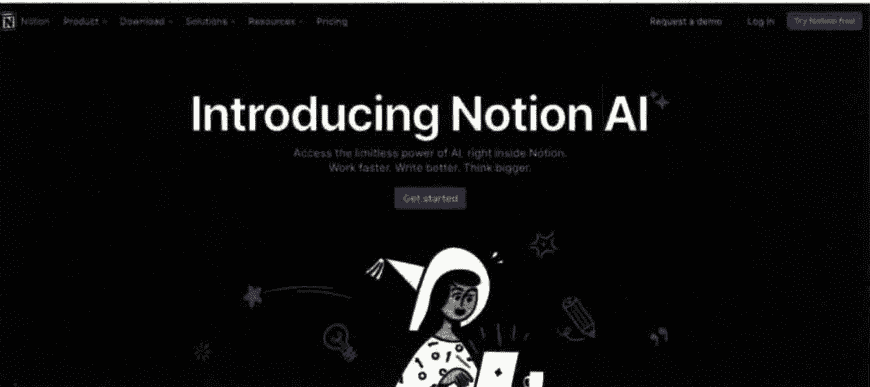 Notion Product Download Solutions Resources Pricing Request a demo Log in Try Notion free
Introducing Notion AI
Access the limitless power of AI, right inside Notion.
Work faster. Write better. Think bigger.
Get started